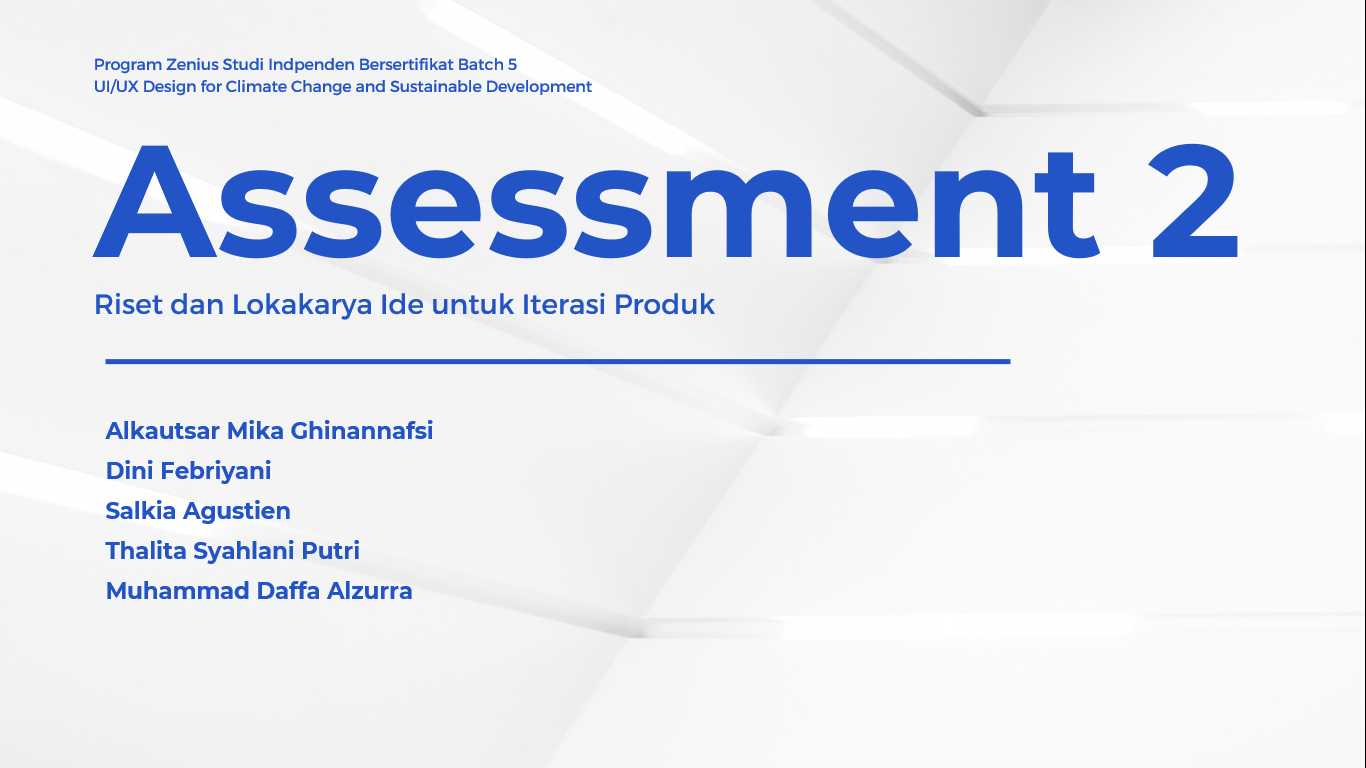 Program Zenius Studi Indpenden Bersertifikat Batch 5
UI/UX Design for Climate Change and Sustainable Development
Assessment 2
Riset dan Lokakarya Ide untuk Iterasi Produk
Alkautsar Mika Ghinannafsi
Dini Febriyani
Salkia Agustien
Thalita Syahlani Putri
Muhammad Daffa Alzurra